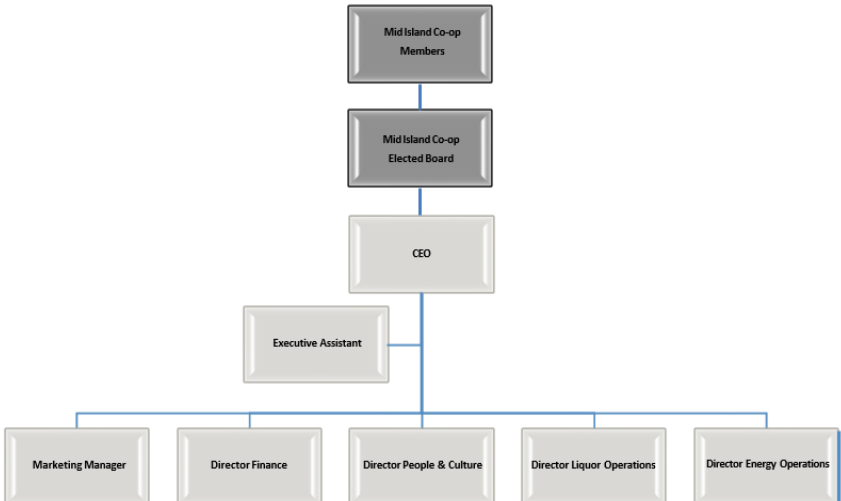 Mid Island Co-op
Members
Mid Island Co-op
Elected Board
CEO
Executive Assistant
Marketing Manager
Director Finance
Director People & Culture
Director Liquor Operations
Director Energy Operations